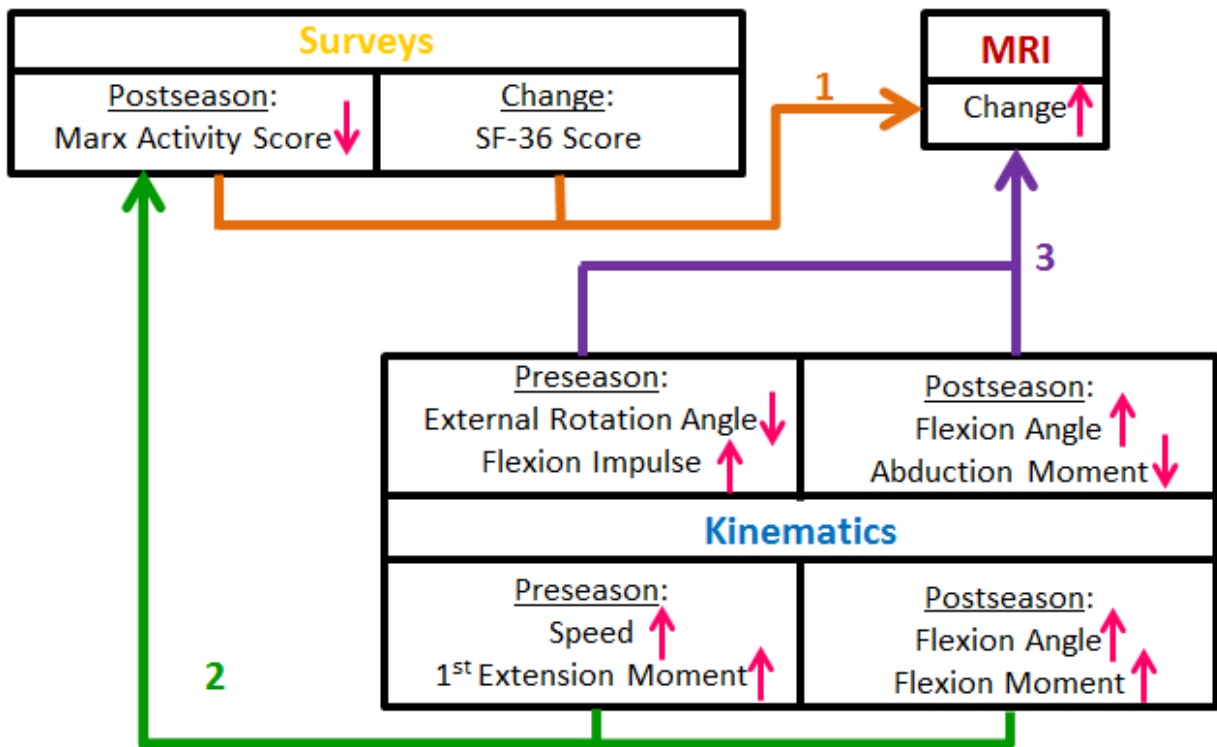 Surveys
Postseason:
Marx Activity Score
Change:
SF-36 Score
1
MRI
Change
3
Preseason:
External Rotation Angle
Flexion Impulse
Postseason:
Flexion Angle
Abduction Moment
Kinematics
Preseason:
Speed
1st Extension Moment
Postseason:
Flexion Angle
Flexion Moment
2